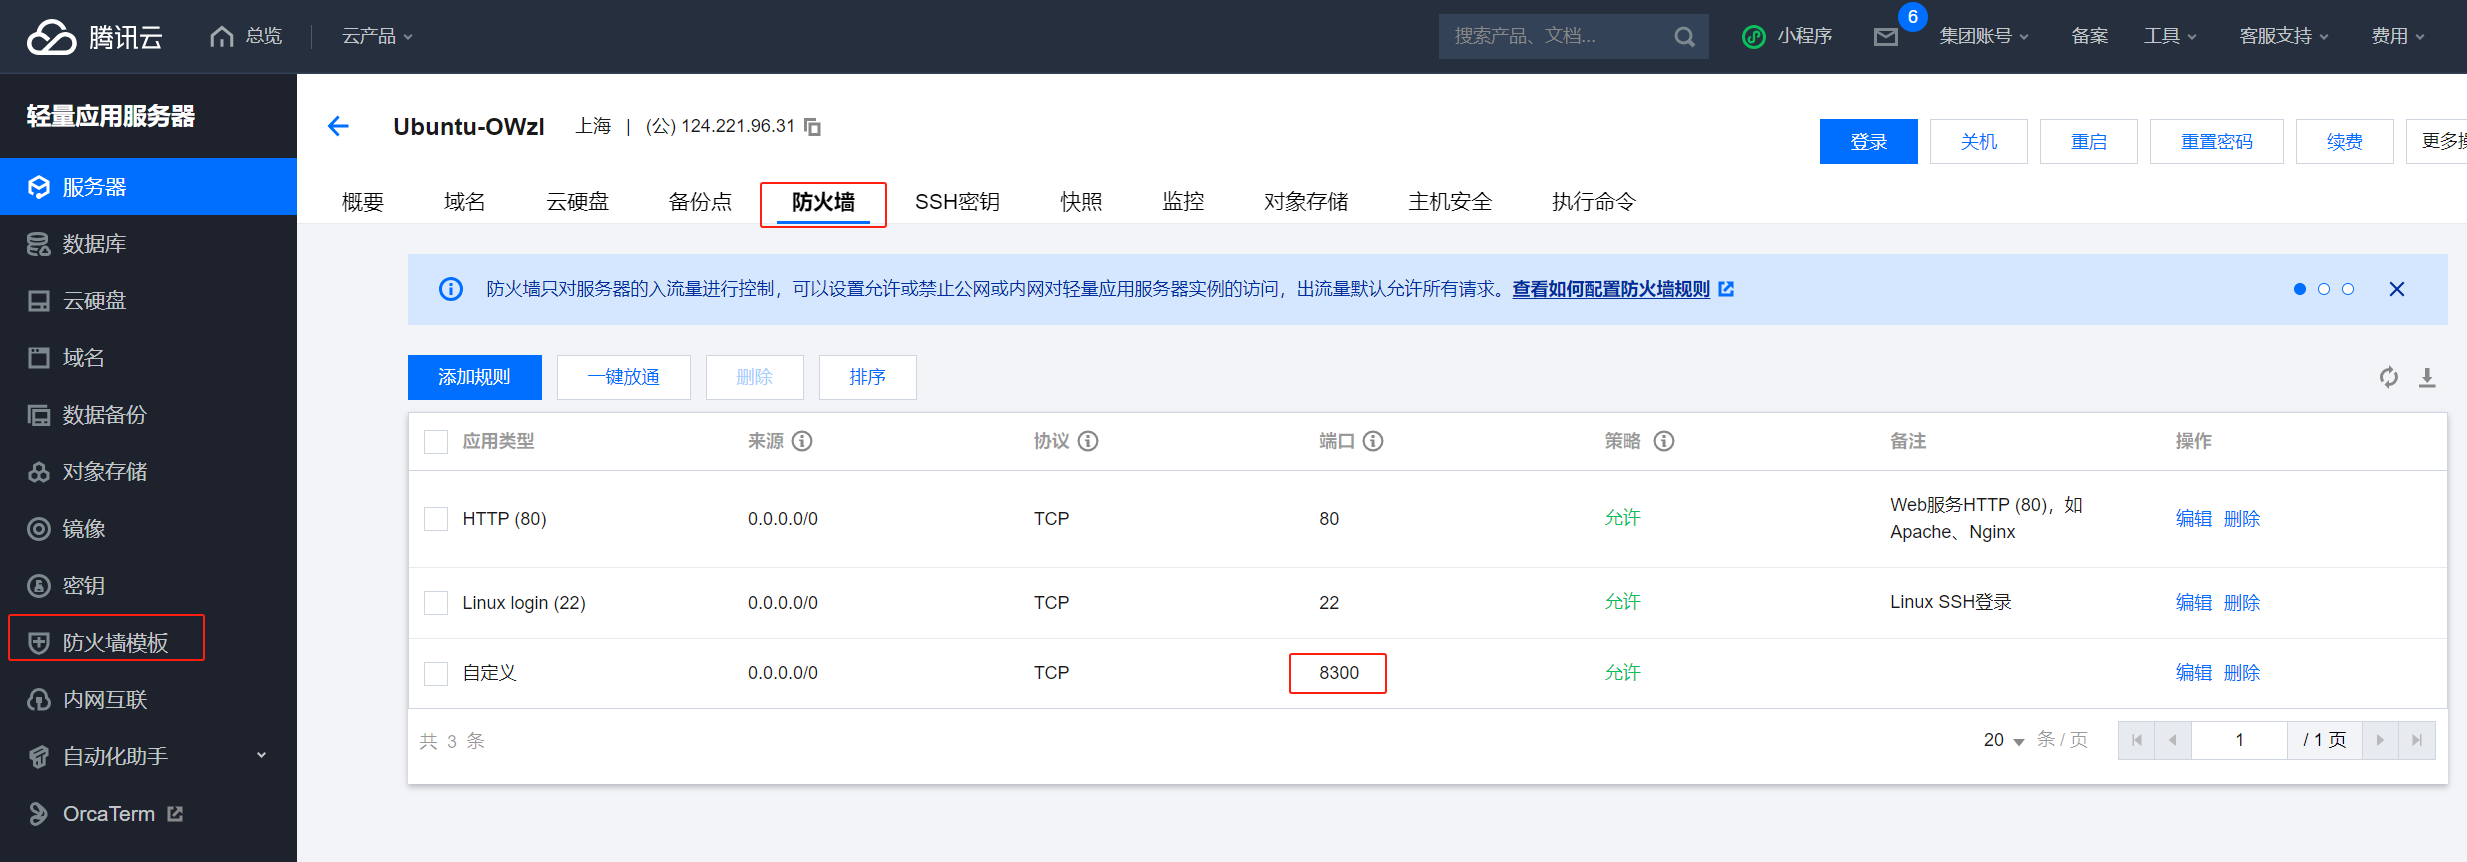 腾讯云
总览
云产品
搜索产品、文档...
小程序
6
集团账号
备案
工具
客服支持
费用
轻量应用服务器
服务器
数据库
云硬盘
域名
数据备份
对象存储
镜像
密钥
防火墙模板
内网互联
自动化助手
OrcaTerm
上海 | (公) 124.221.96.31
登录
关机
重启
重置密码
续费
更多操
概要
域名
云硬盘
备份点
防火墙
SSH密钥
快照
监控
对象存储
主机安全
执行命令
防火墙只对服务器的入流量进行控制，可以设置允许或禁止公网或内网对轻量应用服务器实例的访问，出流量默认允许所有请求。查看如何配置防火墙规则
添加规则
一键放通
删除
排序
应用类型 来源 协议 端口 策略 备注 操作
HTTP (80) 0.0.0.0/0 TCP 80 允许 Web服务HTTP (80)，如
Apache、Nginx 编辑 删除
Linux login (22) 0.0.0.0/0 TCP 22 允许 Linux SSH登录 编辑 删除
自定义 0.0.0.0/0 TCP 8300 允许 编辑 删除
共 3 条
20 条 / 页
1 / 1 页